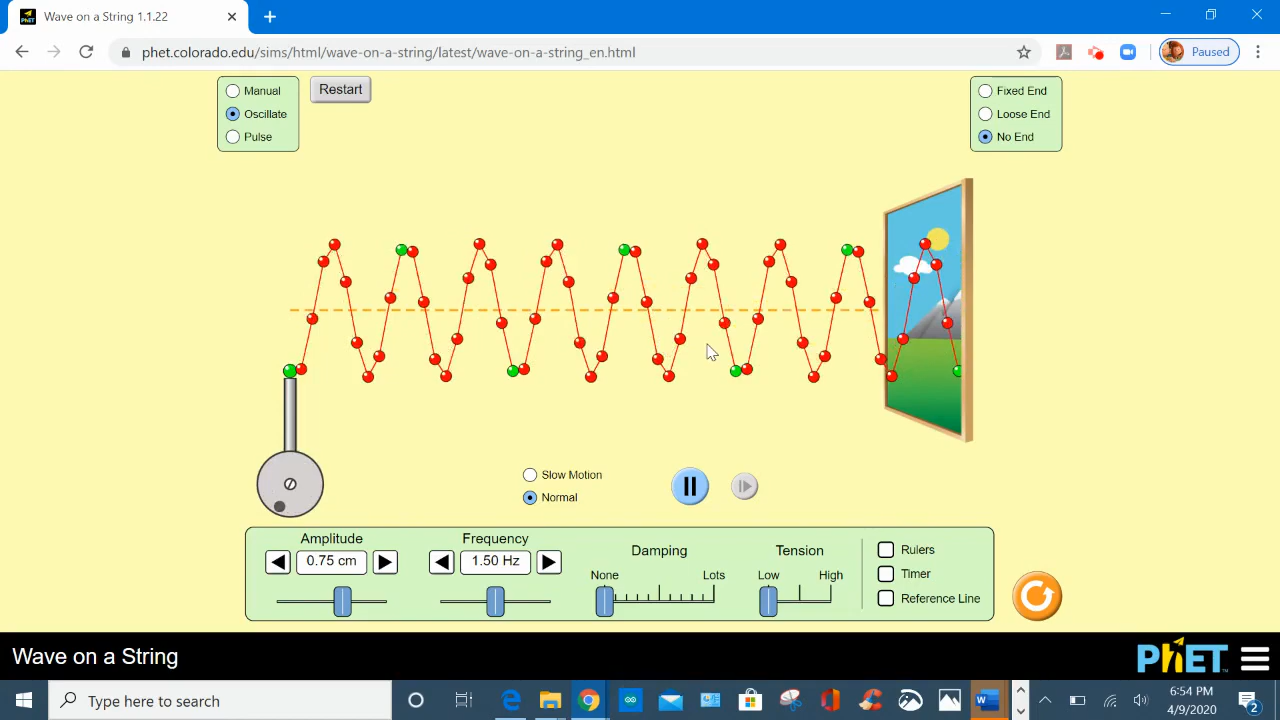 Wave on a String 1.1.22
phet.colorado.edu/sims/html/wave-on-a-string/latest/wave-on-a-string_en.html
Paused
Manual
Oscillate
Pulse
Restart
Fixed End
Loose End
No End
Slow Motion
Normal
Amplitude
0.75 cm
Frequency
1.50 Hz
Damping
None
Lots
Tension
Low
High
Rulers
Timer
Reference Line
Wave on a String
PhET
Type here to search
6:54 PM
4/9/2020
2